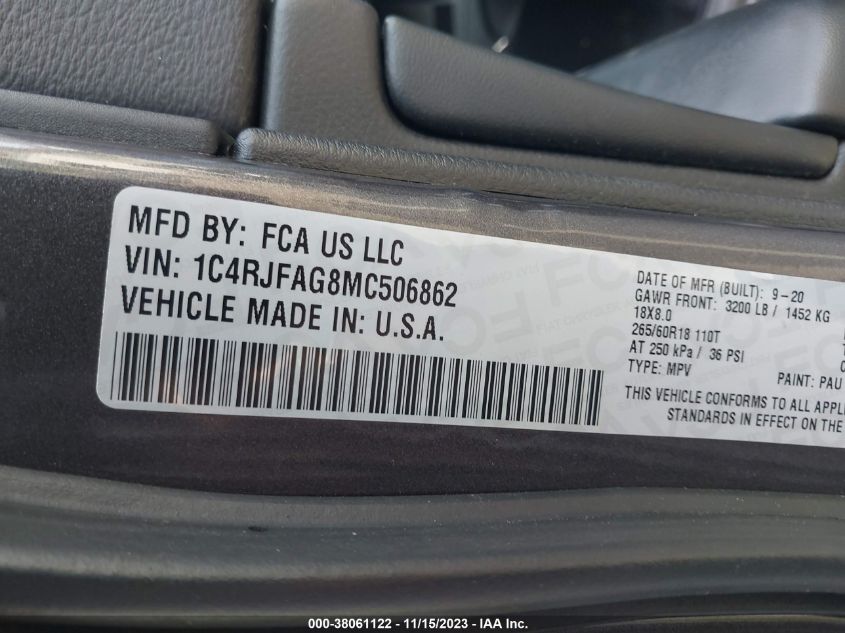 MFD BY: FCA US LLC
VIN: 1C4RJFAG8MC506862
VEHICLE MADE IN: U.S.A.
DATE OF MFR (BUILT): 9-20
GAWR FRONT: 3200 LB / 1452 KG
18X8.0
265/60R18 110T
AT 250 kPa / 36 PSI
TYPE: MPV
PAINT: PAU
THIS VEHICLE CONFORMS TO ALL APPL
STANDARDS IN EFFECT ON THE
000-38061122 - 11/15/2023 - IAA Inc.